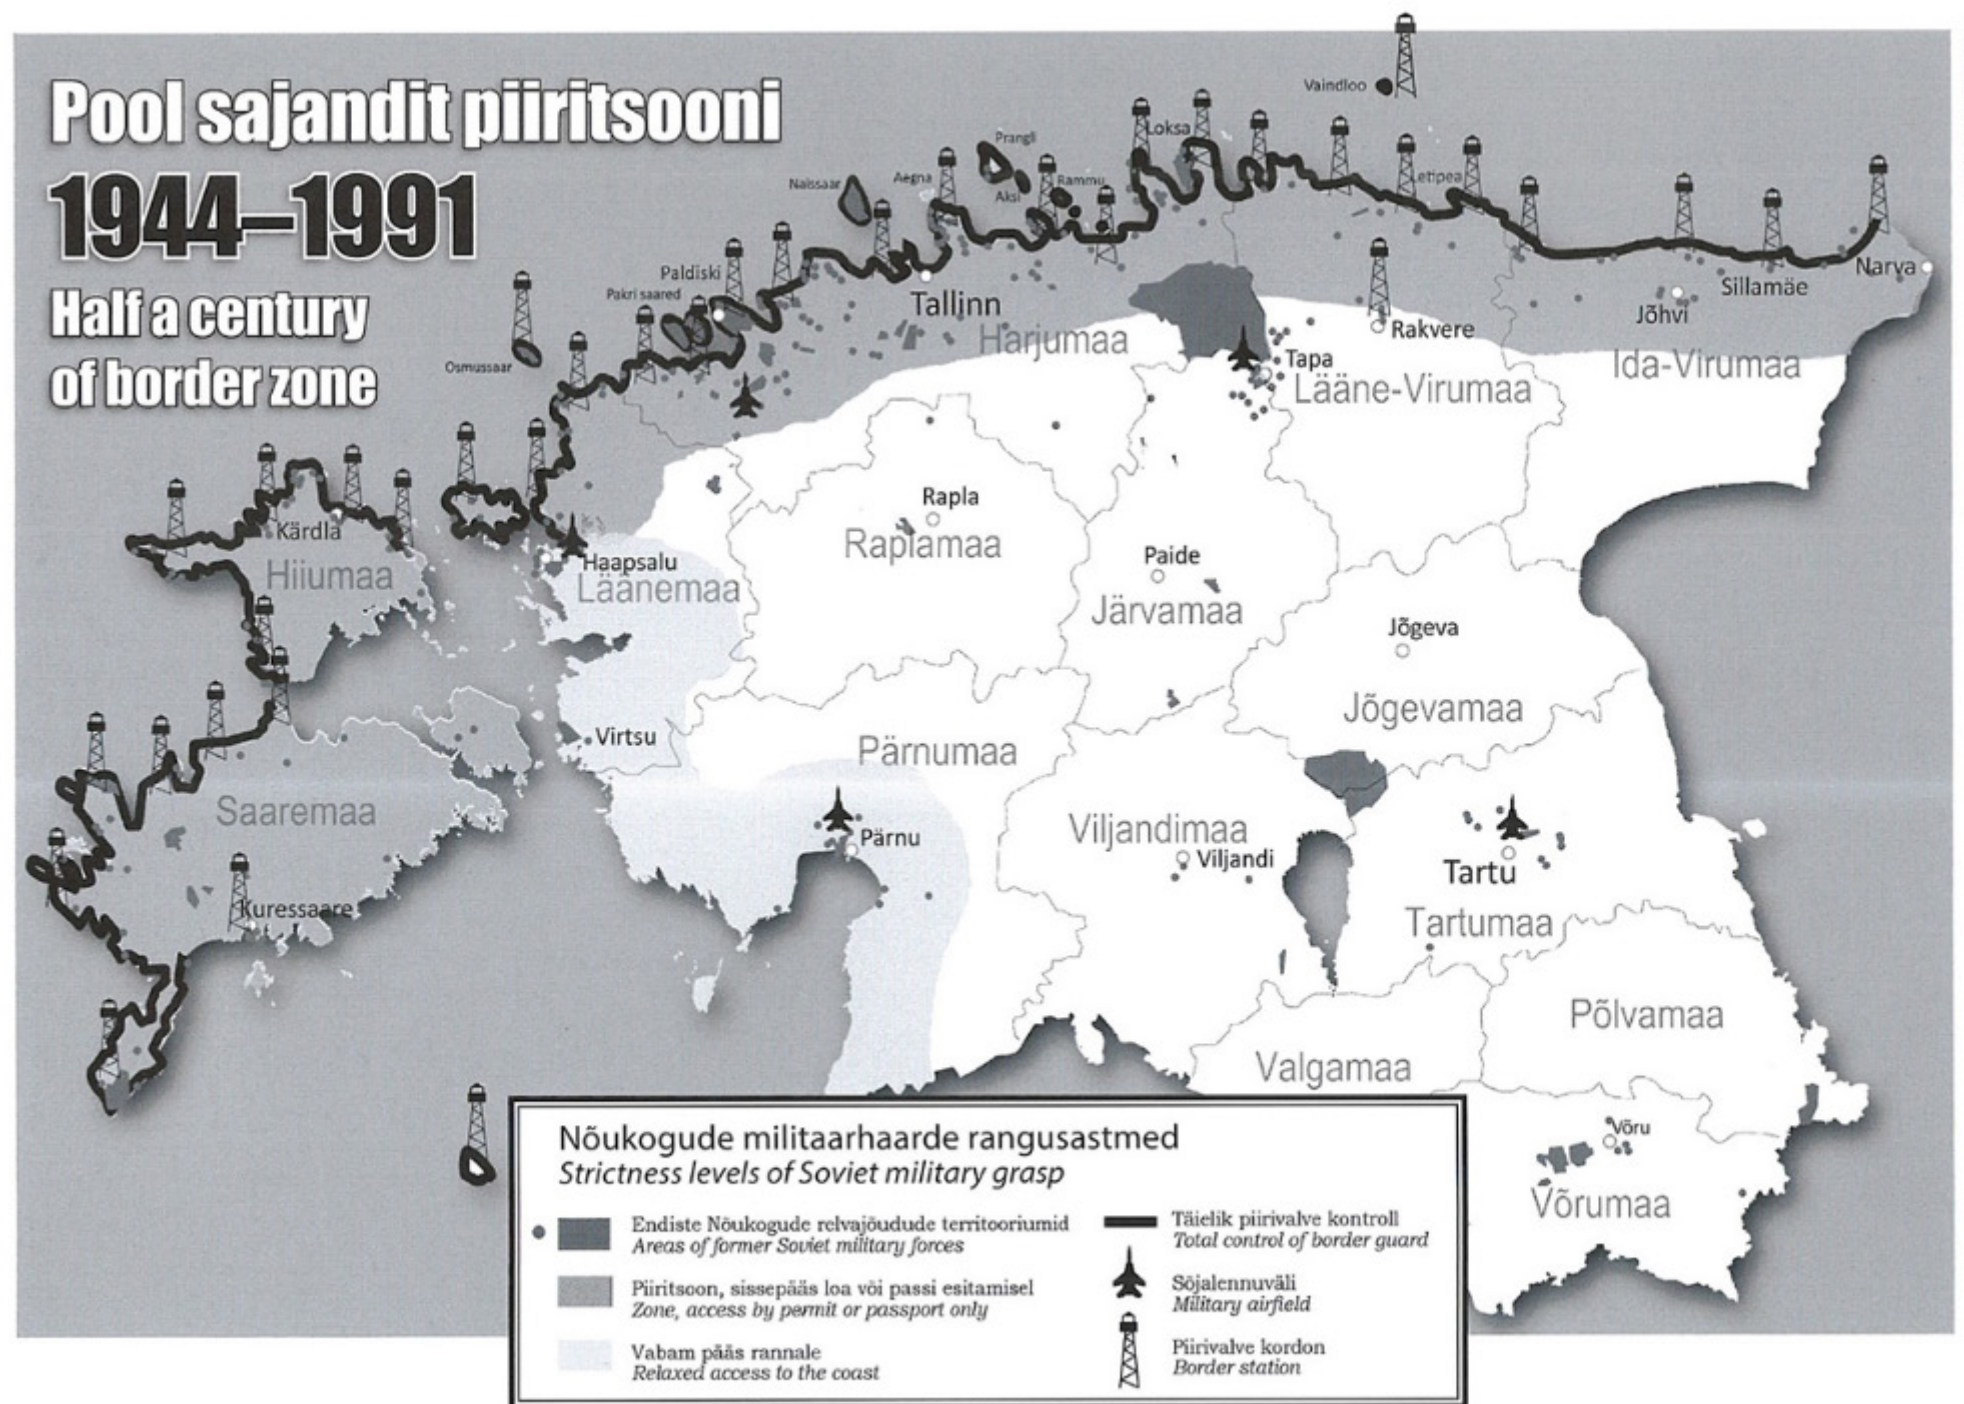 Pool sajandit piiritsooni
1944–1991
Half a century
of border zone
Vaindloo
Loksa
Prangli
Naissaar
Aegna
Aksi
Rammu
Letipea
Paldiski
Pakri saared
Osmussaar
Tallinn
Harjumaa
Narva
Sillamäe
Jõhvi
Ida-Virumaa
Rakvere
Tapa
Lääne-Virumaa
Kärdla
Hiiumaa
Haapsalu
Läänemaa
Rapla
Raplamaa
Paide
Järvamaa
Jõgeva
Jõgevamaa
Virtsu
Pärnumaa
Saaremaa
Pärnu
Viljandimaa
Viljandi
Tartu
Tartumaa
Kuressaare
Põlvamaa
Valgamaa
Võru
Võrumaa
Nõukogude militaarhaarde rangusastmed
Strictness levels of Soviet military grasp
Endiste Nõukogude relvajõudude territooriumid
Areas of former Soviet military forces
Piiritsoon, sissepääs loa või passi esitamisel
Zone, access by permit or passport only
Vabam pääs rannale
Relaxed access to the coast
Täielik piirivalve kontroll
Total control of border guard
Sõjalennuväli
Military airfield
Piirivalve kordon
Border station